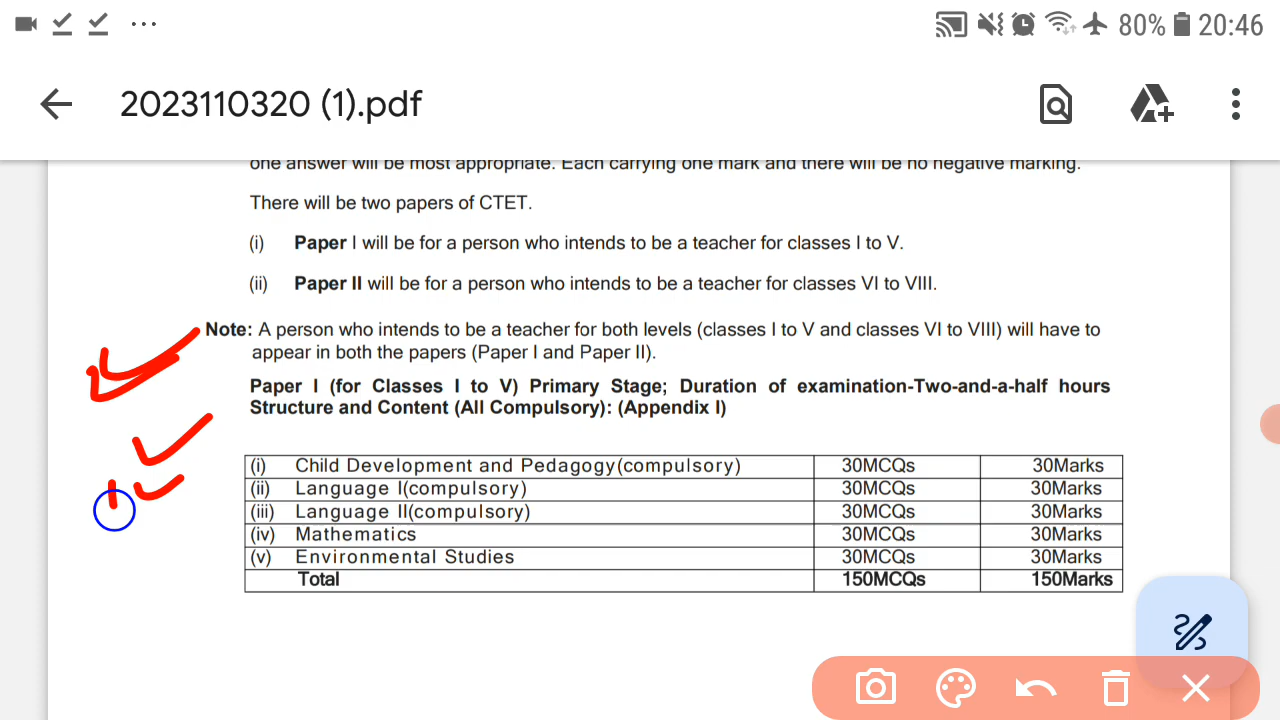 80% 20:46
2023110320 (1).pdf
one answer will be most appropriate. Each carrying one mark and there will be no negative marking.
There will be two papers of CTET.
(i) Paper I will be for a person who intends to be a teacher for classes I to V.
(ii) Paper II will be for a person who intends to be a teacher for classes VI to VIII.
Note: A person who intends to be a teacher for both levels (classes I to V and classes VI to VIII) will have to
appear in both the papers (Paper I and Paper II).
Paper I (for Classes I to V) Primary Stage; Duration of examination-Two-and-a-half hours
Structure and Content (All Compulsory): (Appendix I)
(i) Child Development and Pedagogy(compulsory) 30MCQs 30Marks
(ii) Language I(compulsory) 30MCQs 30Marks
(iii) Language II(compulsory) 30MCQs 30Marks
(iv) Mathematics 30MCQs 30Marks
(v) Environmental Studies 30MCQs 30Marks
Total 150MCQs 150Marks